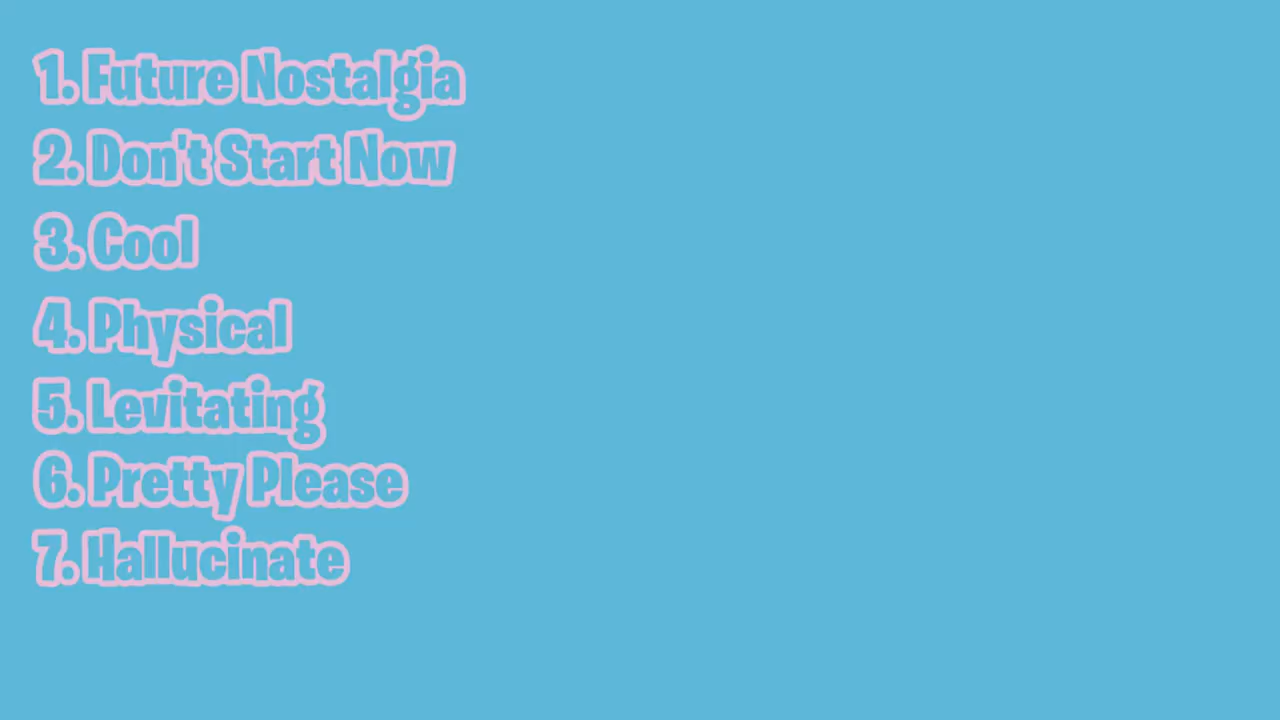 1. Future Nostalgia
2. Don't Start Now
3. Cool
4. Physical
5. Levitating
6. Pretty Please
7. Hallucinate